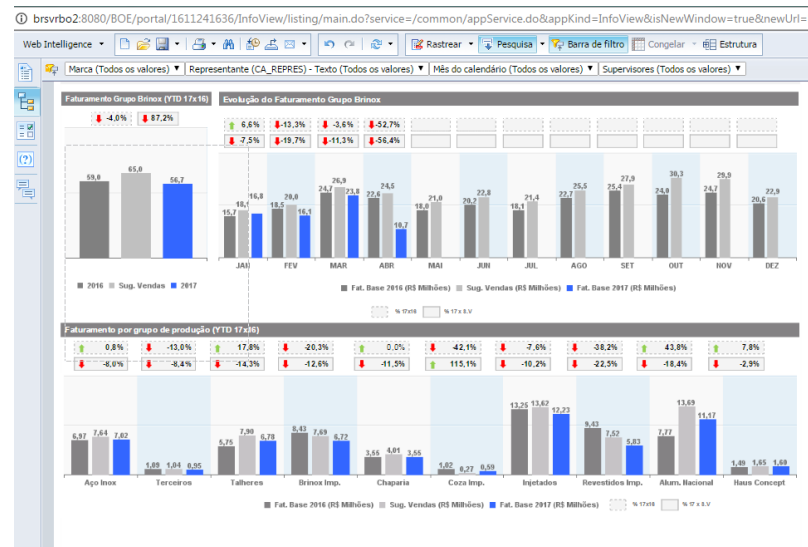 brsvrbo2:8080/BOE/portal/1611241636/InfoView/listing/main.do?service=/common/appService.do&appKind=InfoView&isNewWindow=true&newUrl=
Web Intelligence Rastrear Pesquisa Barra de filtro Congelar Estrutura
Marca (Todos os valores) Representante (CA_REPRES) - Texto (Todos os valores) Mês do calendário (Todos os valores) Supervisores (Todos os valores)
Faturamento Grupo Brinox (YTD 17x16)
-4,0% 87,2%
59,0 65,0 56,7
2016 Sug. Vendas 2017
Evolução do Faturamento Grupo Brinox
6,6% -13,3% -3,6% -52,7%
-7,5% -19,7% -11,3% -56,4%
15,7 18,1 16,8 18,5 20,0 16,1 24,7 26,9 23,8 22,6 24,5 10,7 18,8 21,0 20,2 22,8 18,1 21,4 22,7 25,5 25,4 27,9 24,0 30,3 24,7 29,9 20,6 22,9
JAN FEV MAR ABR MAI JUN JUL AGO SET OUT NOV DEZ
Fat. Base 2016 (R$ Milhões) Sug. Vendas (R$ Milhões) Fat. Base 2017 (R$ Milhões)
% 17x16 % 17 x S.V
Faturamento por grupo de produção (YTD 17x16)
0,8% -13,0% 17,8% -20,3% 0,0% -42,1% -7,6% -38,2% 43,8% 7,8%
-8,0% -8,4% -14,3% -12,6% -11,5% 115,1% -10,2% -22,5% -18,4% -2,9%
6,97 7,64 7,02 1,09 1,04 0,95 5,75 7,90 6,78 8,43 7,69 6,72 3,55 4,01 3,55 1,02 0,27 0,59 13,25 13,62 12,23 9,43 7,52 5,83 7,77 13,69 11,17 1,49 1,65 1,60
Aço Inox Terceiros Talheres Brinox Imp. Chaparia Coza Imp. Injetados Revestidos Imp. Alum. Nacional Haus Concept
Fat. Base 2016 (R$ Milhões) Sug. Vendas (R$ Milhões) Fat. Base 2017 (R$ Milhões) % 17x16 % 17 x S.V